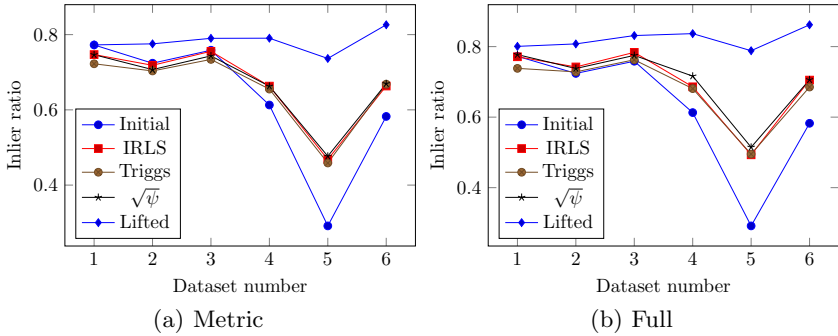 0.8
0.6
0.4
Inlier ratio
Initial
IRLS
Triggs
√ψ
Lifted
1 2 3 4 5 6
Dataset number
(a) Metric
0.8
0.6
0.4
Inlier ratio
Initial
IRLS
Triggs
√ψ
Lifted
1 2 3 4 5 6
Dataset number
(b) Full